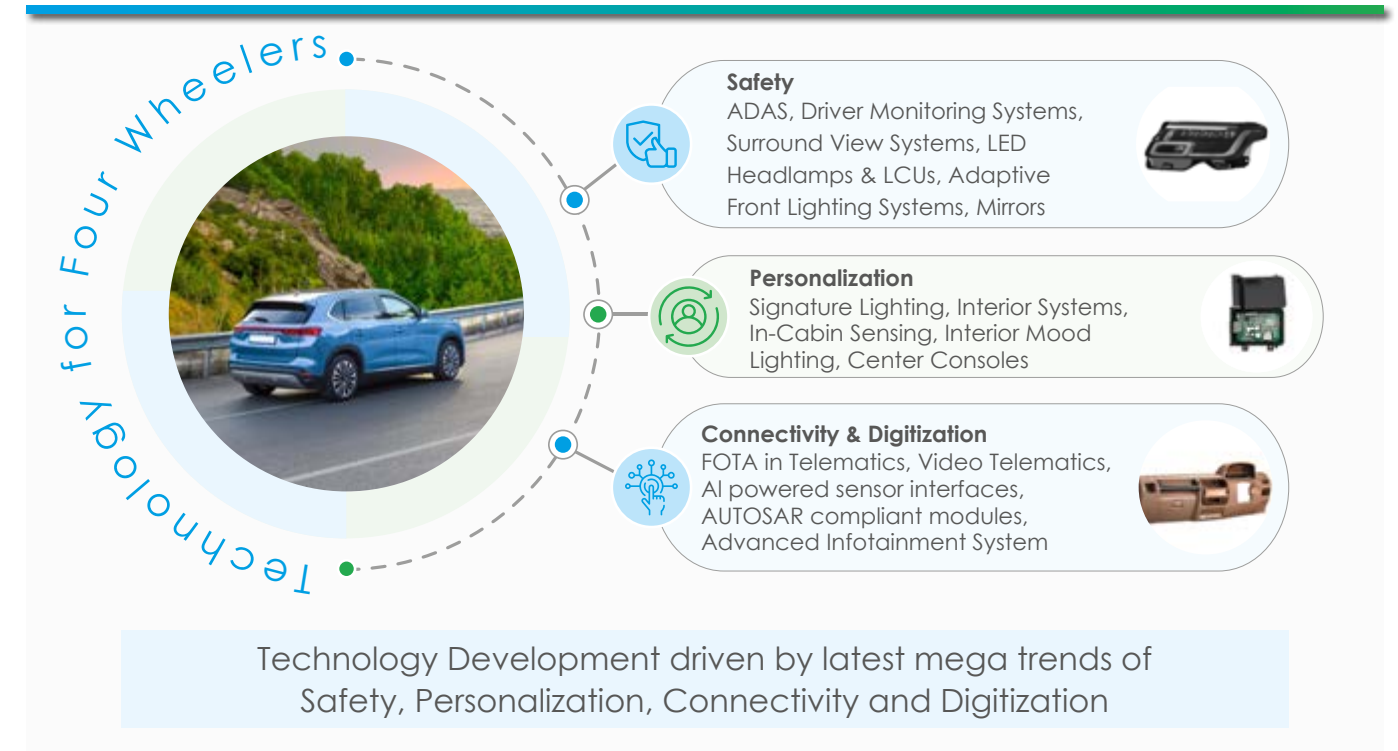 Technology for Four Wheelers
Safety
ADAS, Driver Monitoring Systems,
Surround View Systems, LED
Headlamps & LCUs, Adaptive
Front Lighting Systems, Mirrors
Personalization
Signature Lighting, Interior Systems,
In-Cabin Sensing, Interior Mood
Lighting, Center Consoles
Connectivity & Digitization
FOTA in Telematics, Video Telematics,
AI powered sensor interfaces,
AUTOSAR compliant modules,
Advanced Infotainment System
Technology Development driven by latest mega trends of
Safety, Personalization, Connectivity and Digitization